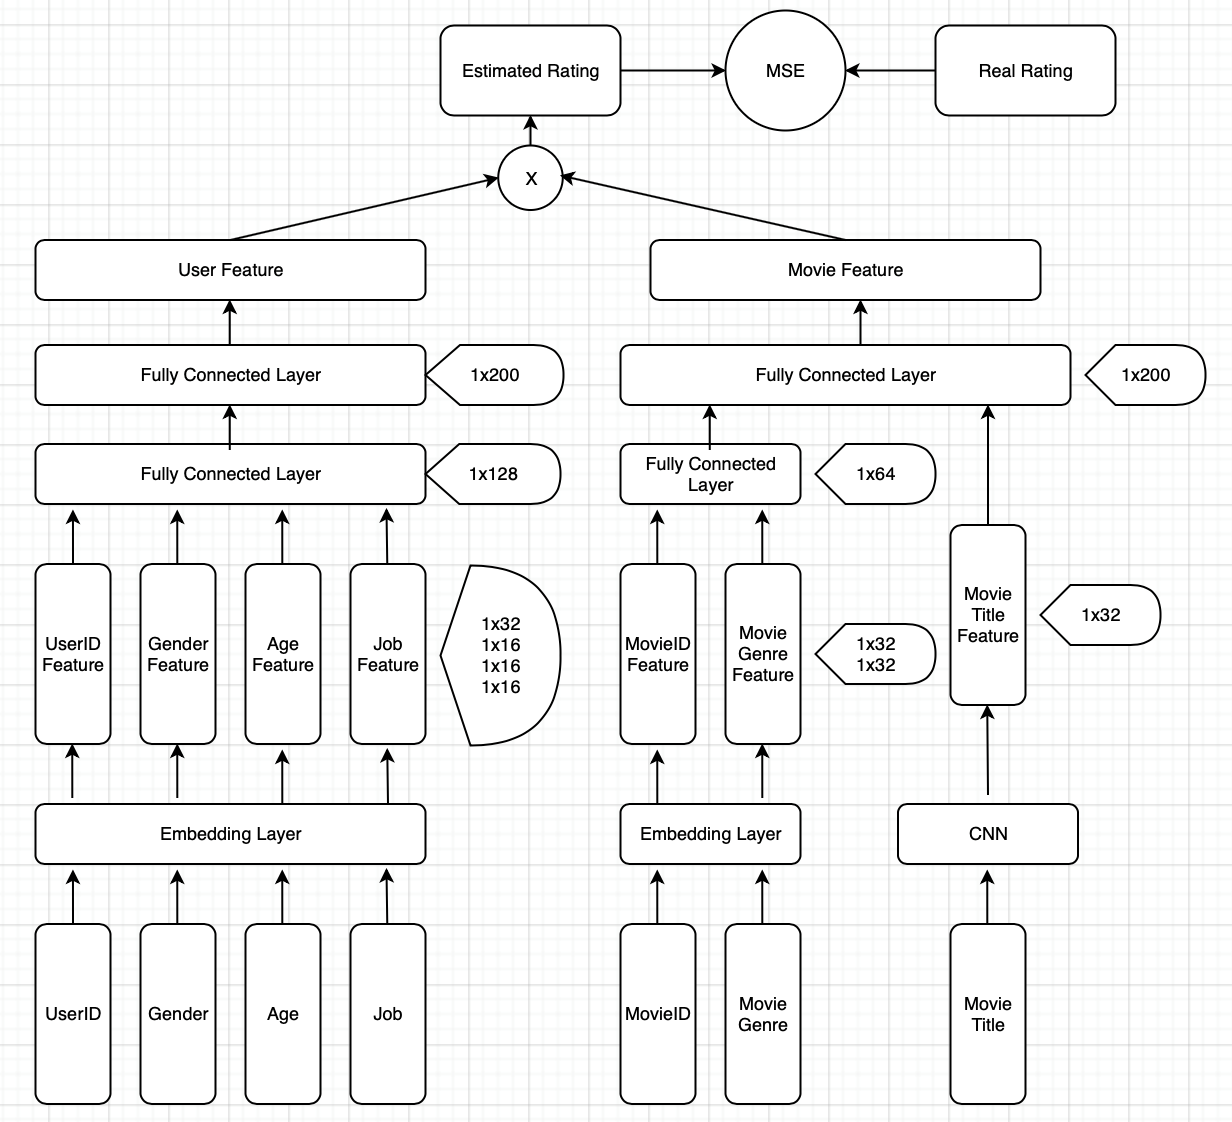 Estimated Rating
MSE
Real Rating
X
User Feature
Movie Feature
Fully Connected Layer
1x200
Fully Connected Layer
1x200
Fully Connected Layer
1x128
Fully Connected
Layer
1x64
UserID
Feature
Gender
Feature
Age
Feature
Job
Feature
1x32
1x16
1x16
1x16
MovieID
Feature
Movie
Genre
Feature
1x32
1x32
Movie
Title
Feature
1x32
Embedding Layer
Embedding Layer
CNN
UserID
Gender
Age
Job
MovieID
Movie
Genre
Movie
Title